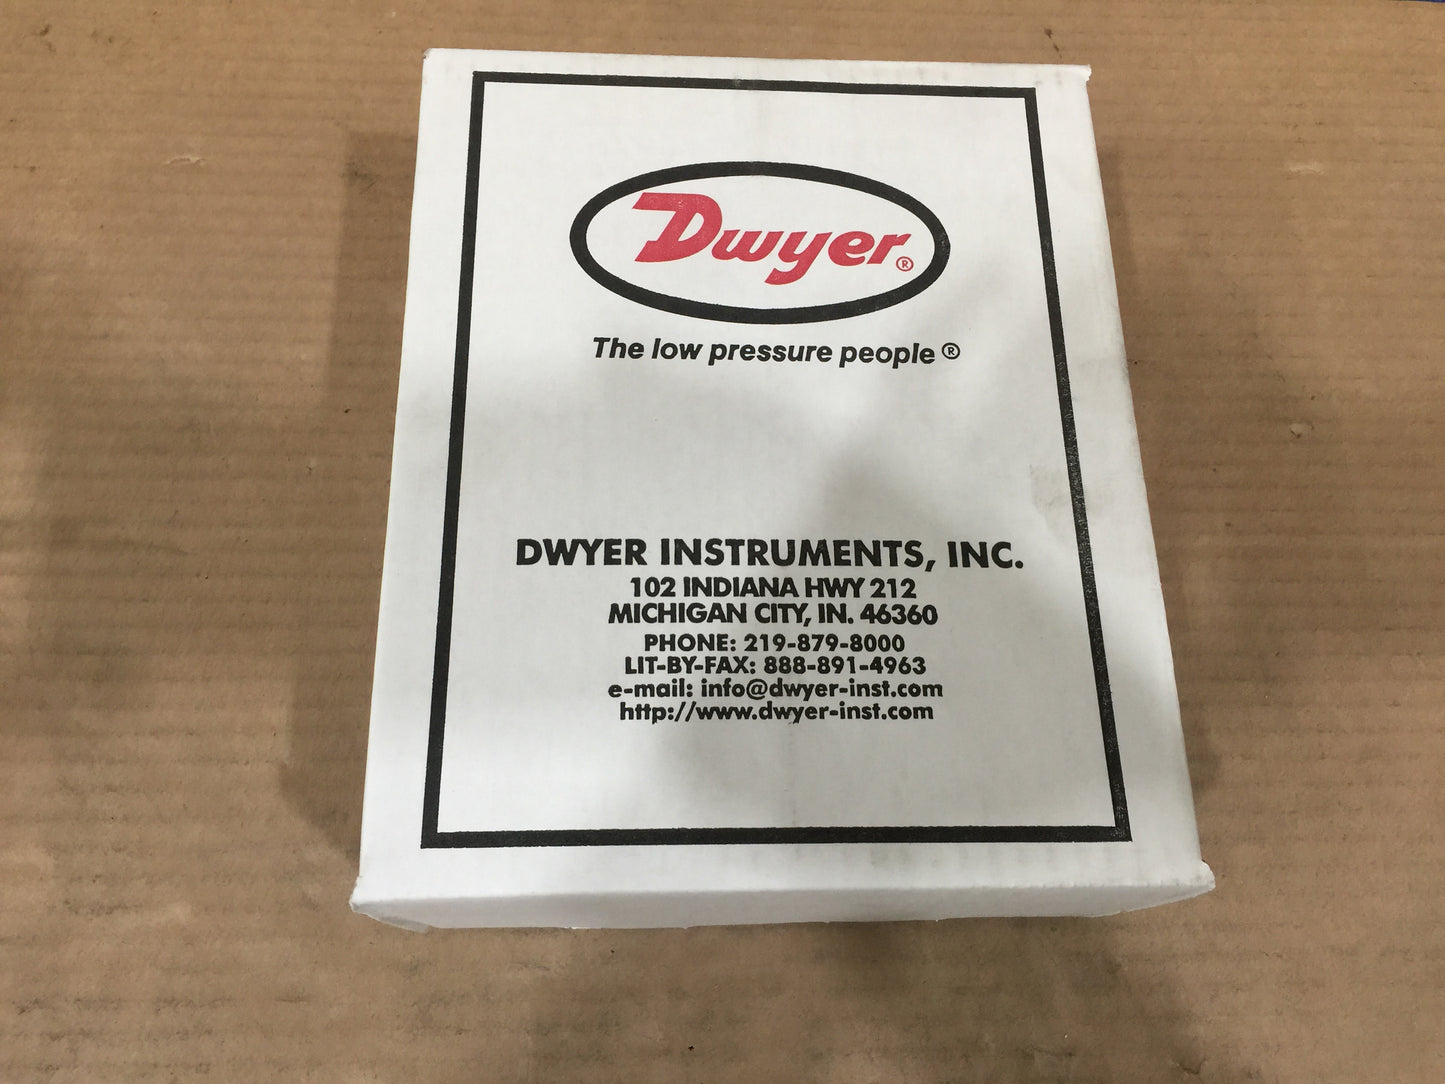 Dwyer®
The low pressure people®
DWYER INSTRUMENTS, INC.
102 INDIANA HWY 212
MICHIGAN CITY, IN. 46360
PHONE: 219-879-8000
LIT-BY-FAX: 888-891-4963
e-mail: info@dwyer-inst.com
http://www.dwyer-inst.com